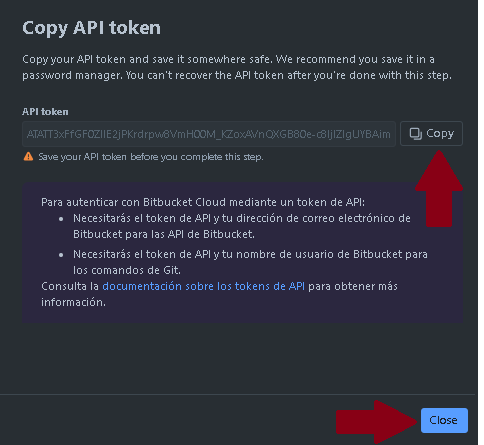 Copy API token
Copy your API token and save it somewhere safe. We recommend you save it in a
password manager. You can't recover the API token after you're done with this step.
API token
Copy
Save your API token before you complete this step.
Para autenticar con Bitbucket Cloud mediante un token de API:
• Necesitarás el token de API y tu dirección de correo electrónico de
Bitbucket para las API de Bitbucket.
• Necesitarás el token de API y tu nombre de usuario de Bitbucket para
los comandos de Git.
Consulta la documentación sobre los tokens de API para obtener más
información.
Close